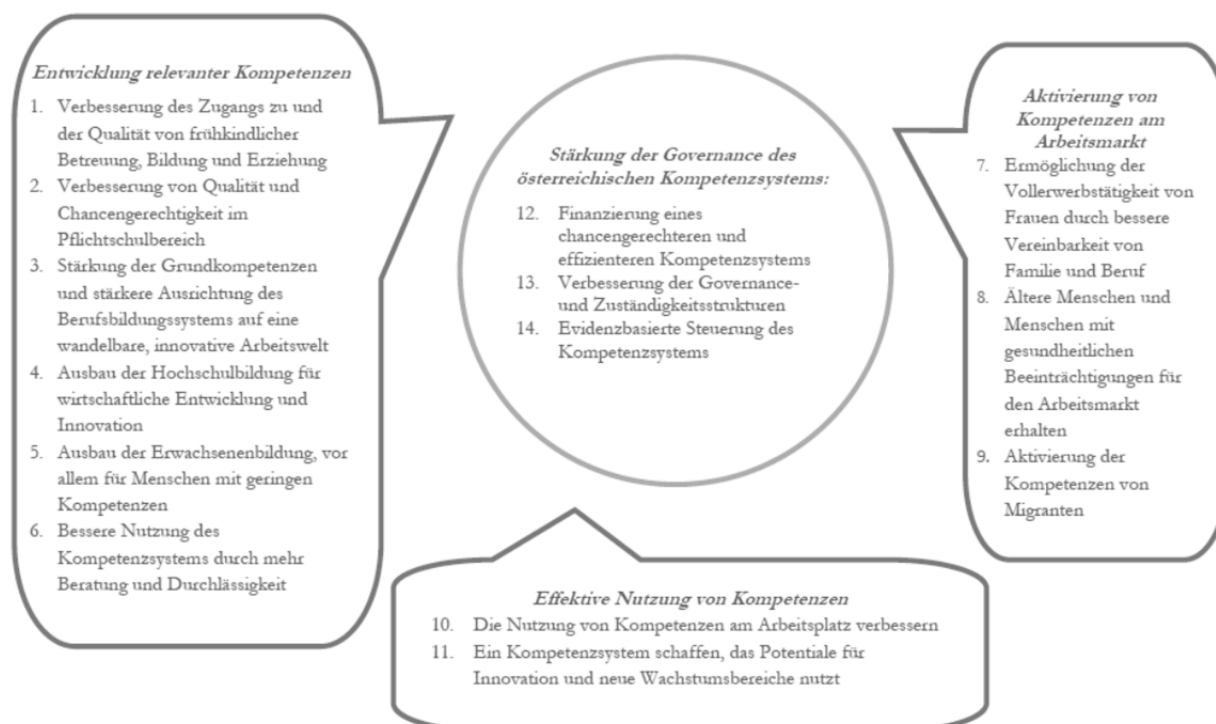 Entwicklung relevanter Kompetenzen
1. Verbesserung des Zugangs zu und
der Qualität von frühkindlicher
Betreuung, Bildung und Erziehung
2. Verbesserung von Qualität und
Chancengerechtigkeit im
Pflichtschulbereich
3. Stärkung der Grundkompetenzen
und stärkere Ausrichtung des
Berufsbildungssystems auf eine
wandelbare, innovative Arbeitswelt
4. Ausbau der Hochschulbildung für
wirtschaftliche Entwicklung und
Innovation
5. Ausbau der Erwachsenenbildung, vor
allem für Menschen mit geringen
Kompetenzen
6. Bessere Nutzung des
Kompetenzsystems durch mehr
Beratung und Durchlässigkeit
Stärkung der Governance des
österreichischen Kompetenzsystems:
12. Finanzierung eines
chancengerechteren und
effizienteren Kompetenzsystems
13. Verbesserung der Governance-
und Zuständigkeitsstrukturen
14. Evidenzbasierte Steuerung des
Kompetenzsystems
Aktivierung von
Kompetenzen am
Arbeitsmarkt
7. Ermöglichung der
Vollerwerbstätigkeit von
Frauen durch bessere
Vereinbarkeit von
Familie und Beruf
8. Ältere Menschen und
Menschen mit
gesundheitlichen
Beeinträchtigungen für
den Arbeitsmarkt
erhalten
9. Aktivierung der
Kompetenzen von
Migranten
Effektive Nutzung von Kompetenzen
10. Die Nutzung von Kompetenzen am Arbeitsplatz verbessern
11. Ein Kompetenzsystem schaffen, das Potentiale für
Innovation und neue Wachstumsbereiche nutzt